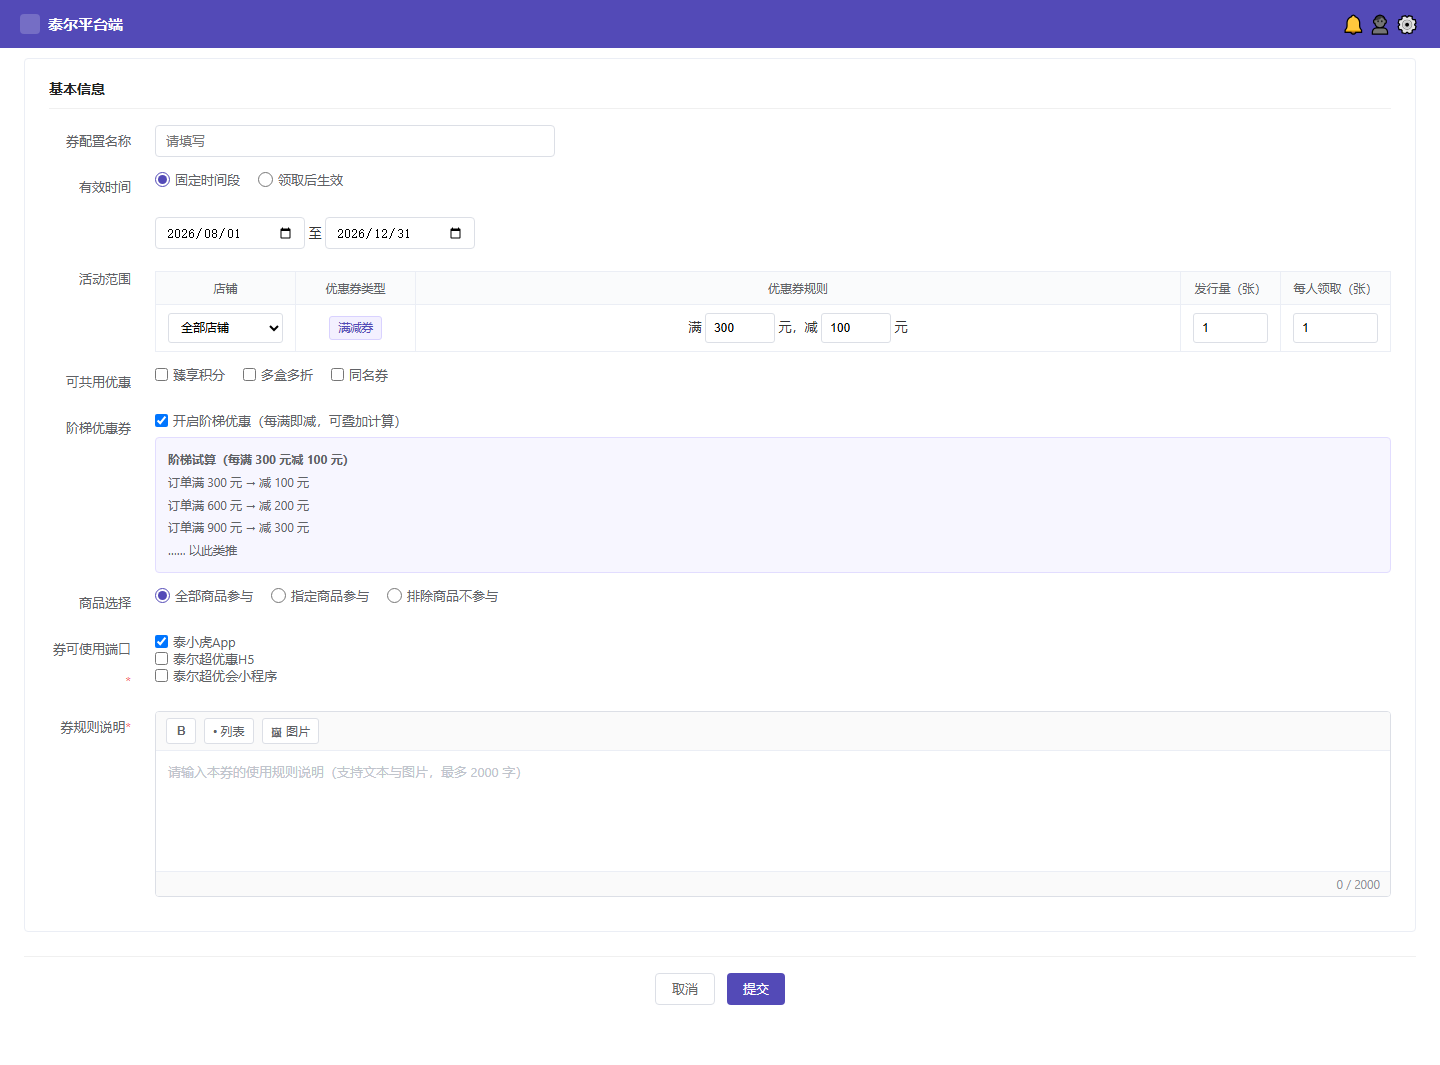 泰尔平台端
基本信息
券配置名称 请填写
有效时间 固定时间段 领取后生效
2026/08/01 至 2026/12/31
活动范围 店铺 优惠券类型 优惠券规则 发行量（张） 每人领取（张）
全部店铺 满减券 满 300 元，减 100 元 1 1
可共用优惠 臻享积分 多盒多折 同名券
阶梯优惠券 开启阶梯优惠（每满即减，可叠加计算）
阶梯试算（每满 300 元减 100 元）
订单满 300 元 → 减 100 元
订单满 600 元 → 减 200 元
订单满 900 元 → 减 300 元
...... 以此类推
商品选择 全部商品参与 指定商品参与 排除商品不参与
券可使用端口 泰小虎App
泰尔超优惠H5
* 泰尔超优会小程序
券规则说明* B • 列表 图片
请输入本券的使用规则说明（支持文本与图片，最多 2000 字）
0 / 2000
取消 提交